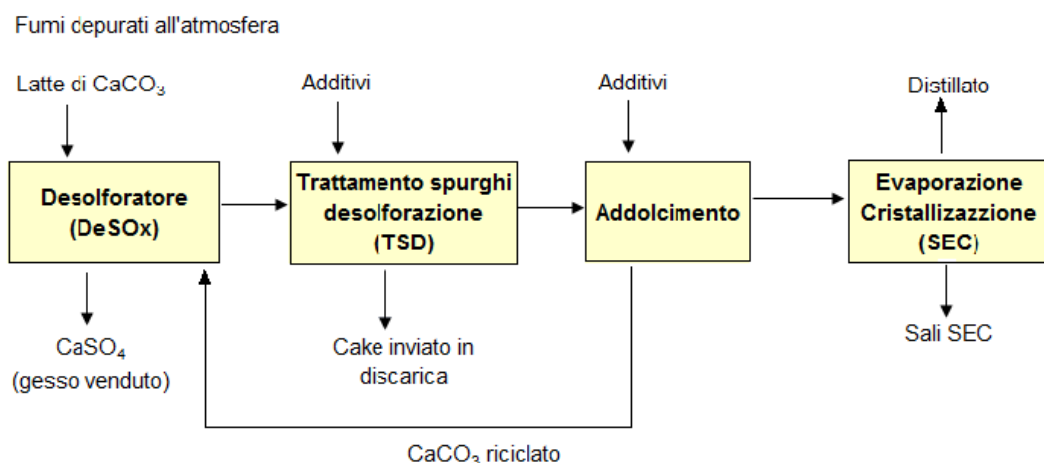 Fumi depurati all'atmosfera
Latte di CaCO₃
Additivi
Additivi
Distillato
Desolforatore
(DeSOx)
Trattamento spurghi
desolforazione
(TSD)
Addolcimento
Evaporazione
Cristallizazzione
(SEC)
CaSO₄
(gesso venduto)
Cake inviato in
discarica
Sali SEC
CaCO₃ riciclato